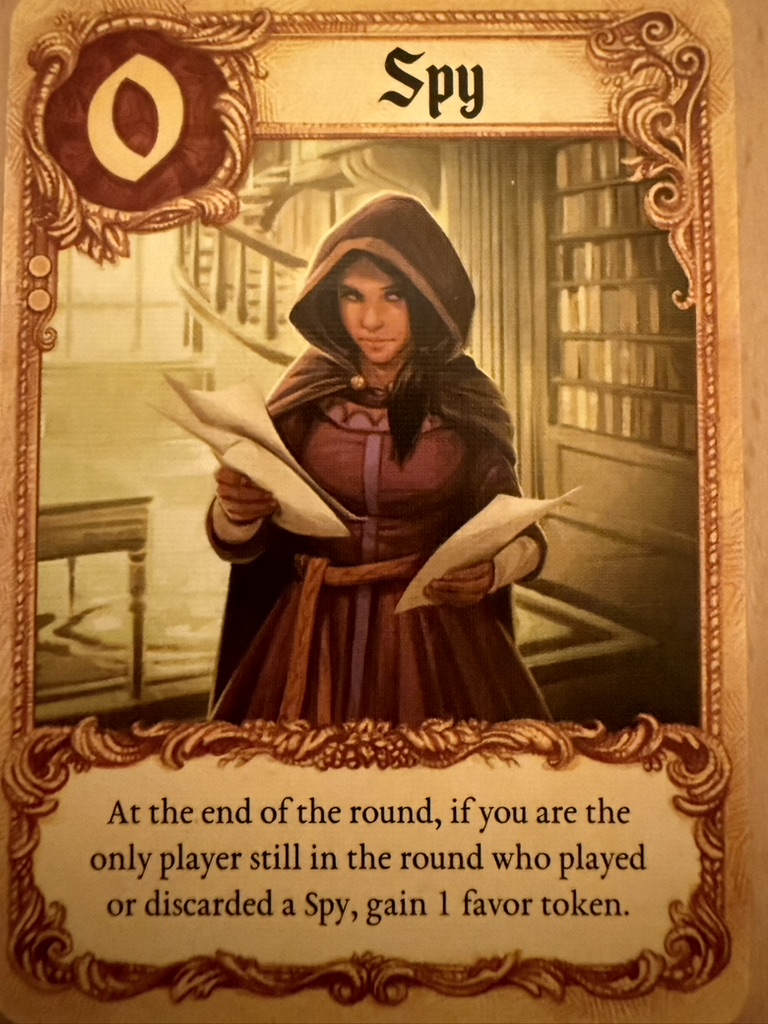 0
Spy
At the end of the round, if you are the
only player still in the round who played
or discarded a Spy, gain 1 favor token.